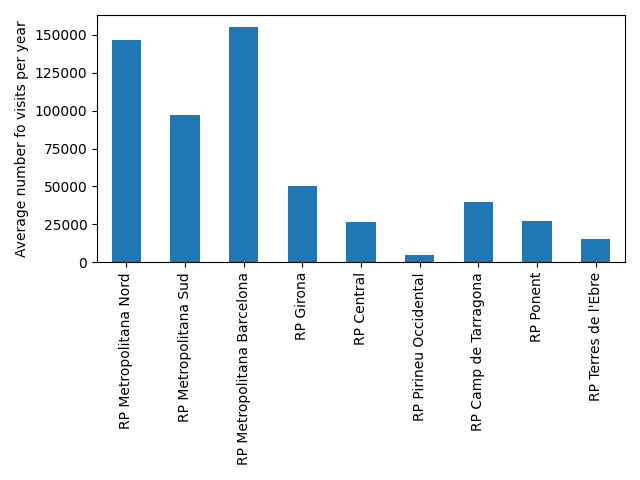 Average number fo visits per year
150000
125000
100000
75000
50000
25000
0
RP Metropolitana Nord
RP Metropolitana Sud
RP Metropolitana Barcelona
RP Girona
RP Central
RP Pirineu Occidental
RP Camp de Tarragona
RP Ponent
RP Terres de l'Ebre